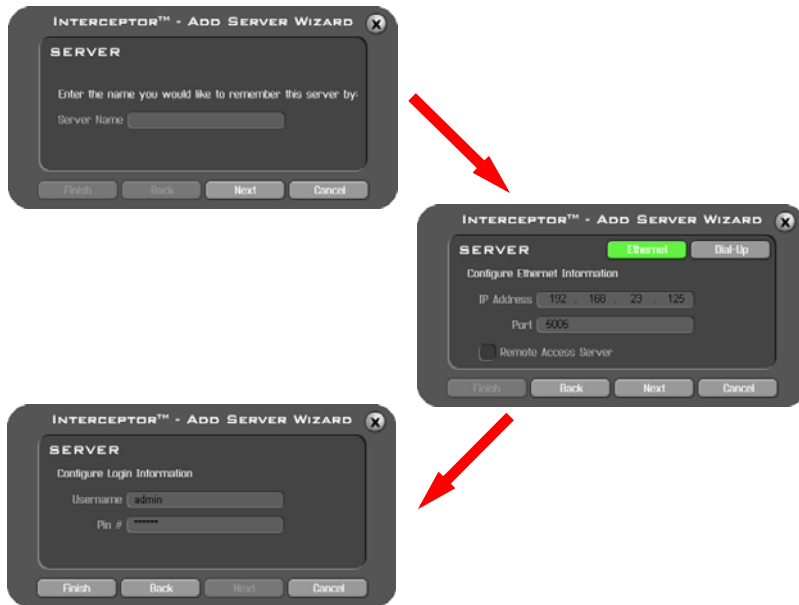 INTERCEPTOR™ - ADD SERVER WIZARD X
SERVER
Enter the name you would like to remember this server by:
Server Name
Finish Back Next Cancel
INTERCEPTOR™ - ADD SERVER WIZARD X
SERVER Ethernet Dial-Up
Configure Ethernet Information
IP Address 192 . 168 . 23 . 125
Port 5005
Remote Access Server
Finish Back Next Cancel
INTERCEPTOR™ - ADD SERVER WIZARD X
SERVER
Configure Login Information
Username admin
Pin # ******
Finish Back Next Cancel